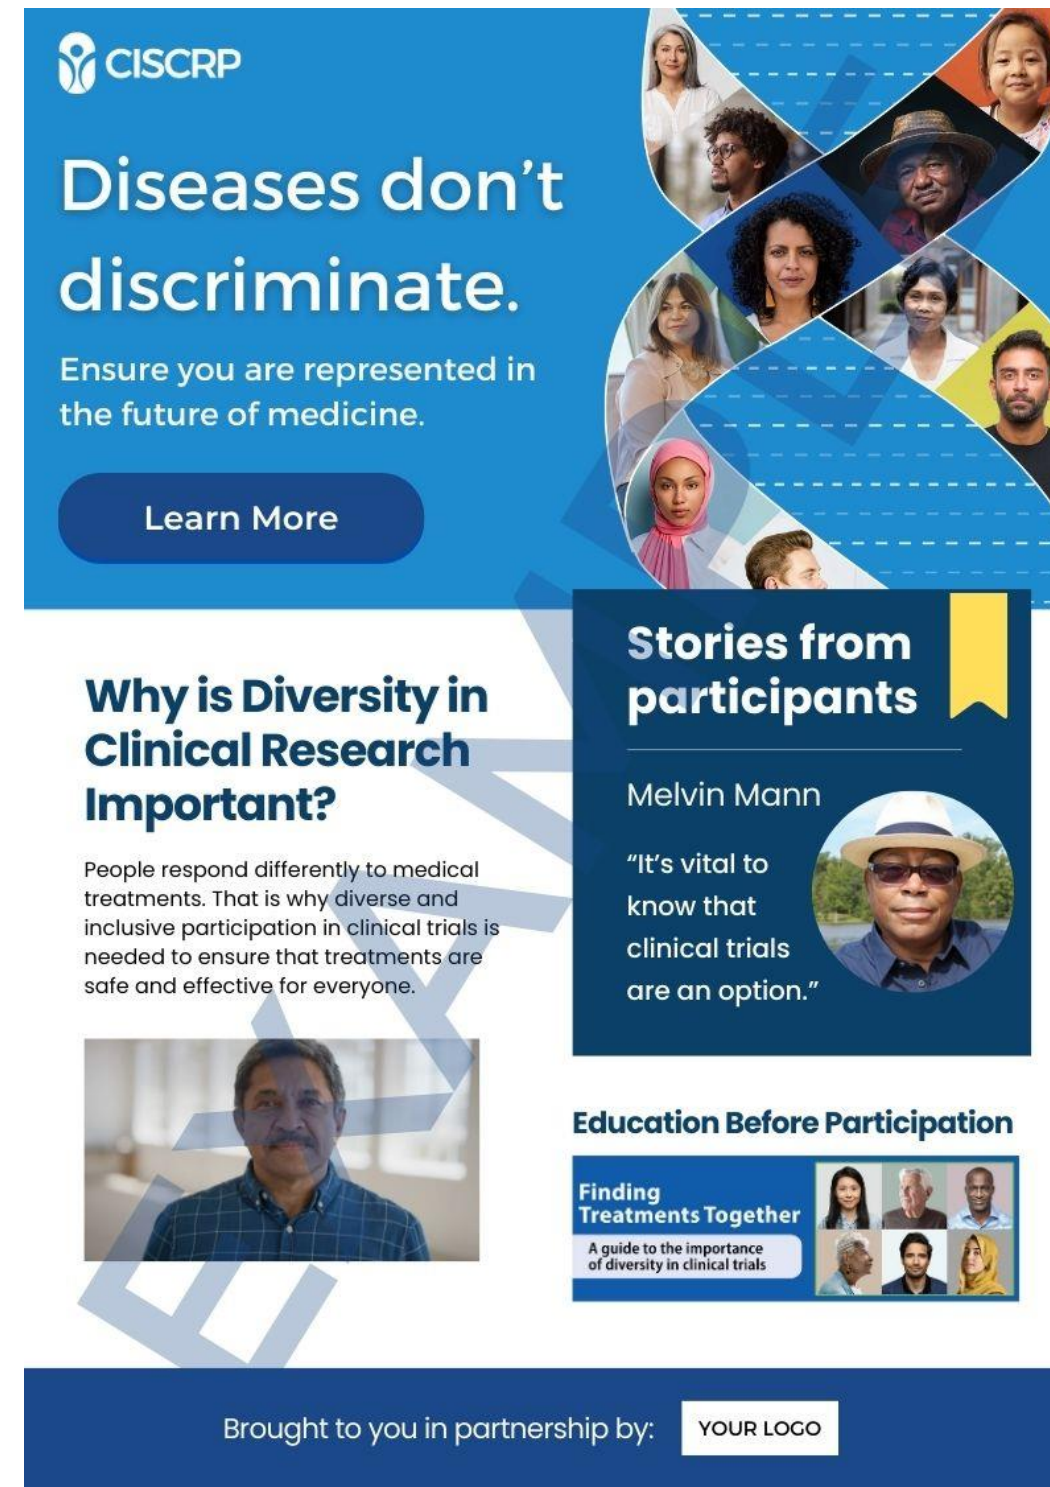 CISCRP
Diseases don't
discriminate.
Ensure you are represented in
the future of medicine.
Learn More
Why is Diversity in
Clinical Research
Important?
People respond differently to medical
treatments. That is why diverse and
inclusive participation in clinical trials is
needed to ensure that treatments are
safe and effective for everyone.
Stories from
participants
Melvin Mann
“It's vital to
know that
clinical trials
are an option.”
Education Before Participation
Finding
Treatments Together
A guide to the importance
of diversity in clinical trials
Brought to you in partnership by:
YOUR LOGO
EXAMPLE